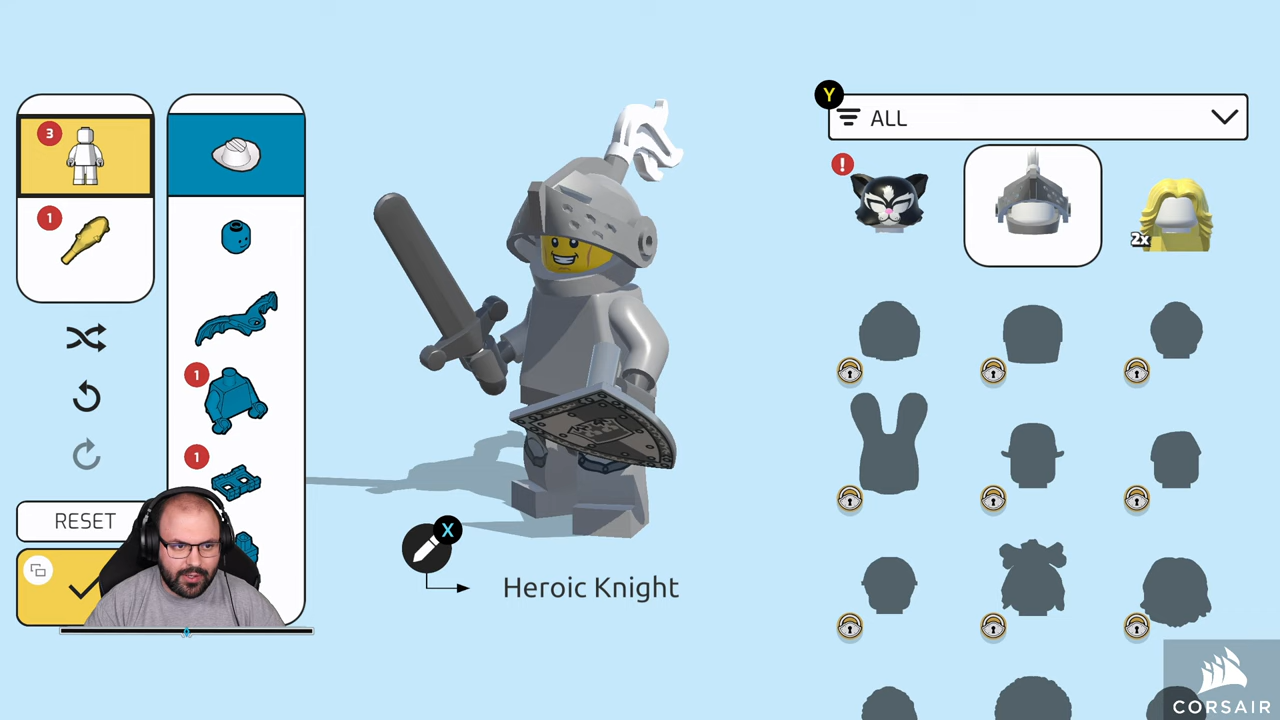 Y
ALL
3
!
1
2x
1
1
RESET
X
Heroic Knight
CORSAIR